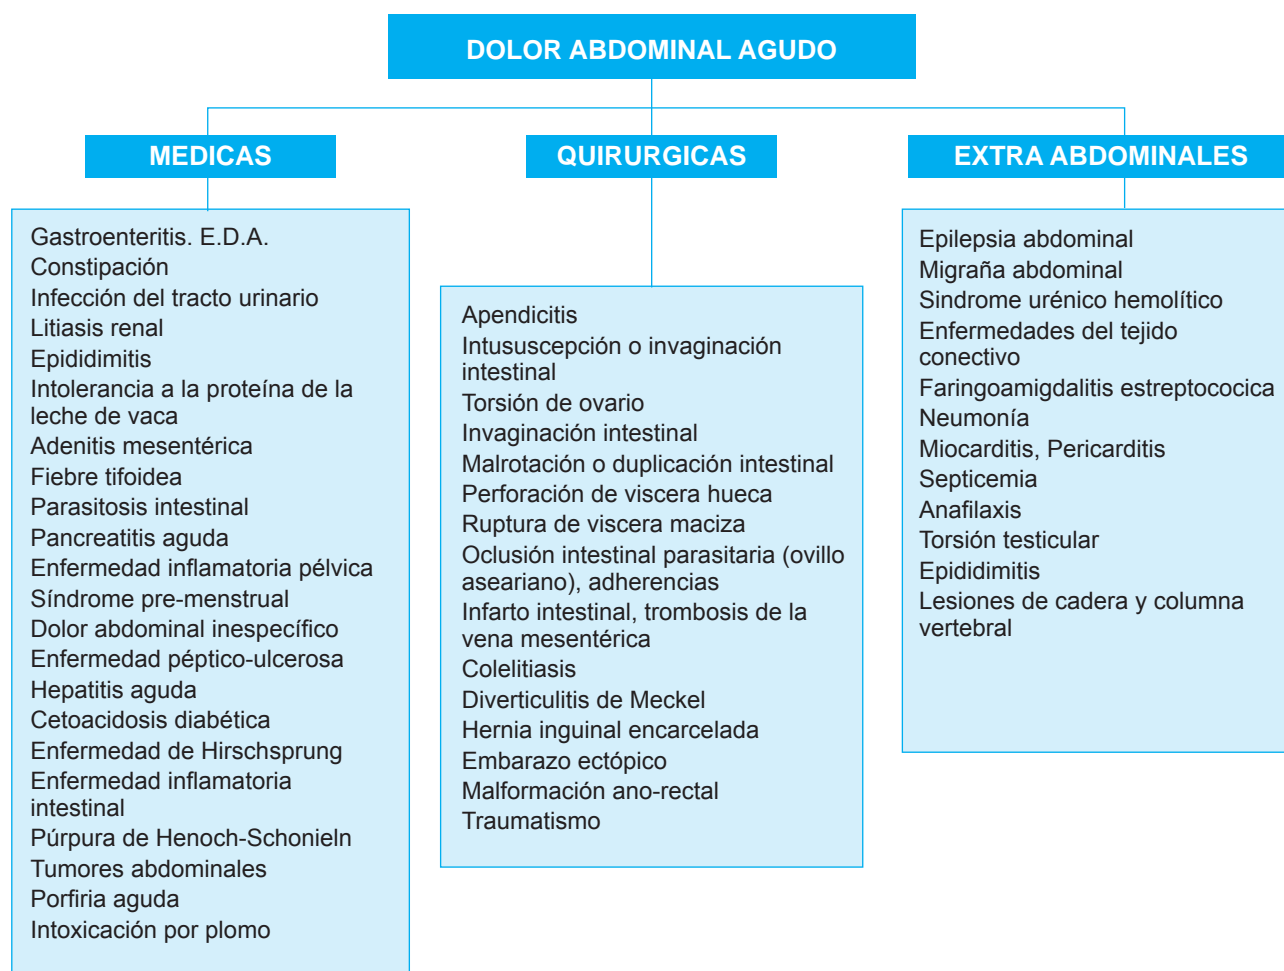 DOLOR ABDOMINAL AGUDO
MEDICAS
Gastroenteritis. E.D.A.
Constipación
Infección del tracto urinario
Litiasis renal
Epididimitis
Intolerancia a la proteína de la
leche de vaca
Adenitis mesentérica
Fiebre tifoidea
Parasitosis intestinal
Pancreatitis aguda
Enfermedad inflamatoria pélvica
Síndrome pre-menstrual
Dolor abdominal inespecífico
Enfermedad péptico-ulcerosa
Hepatitis aguda
Cetoacidosis diabética
Enfermedad de Hirschsprung
Enfermedad inflamatoria
intestinal
Púrpura de Henoch-Schonieln
Tumores abdominales
Porfiria aguda
Intoxicación por plomo
QUIRURGICAS
Apendicitis
Intususcepción o invaginación
intestinal
Torsión de ovario
Invaginación intestinal
Malrotación o duplicación intestinal
Perforación de viscera hueca
Ruptura de viscera maciza
Oclusión intestinal parasitaria (ovillo
aseariano), adherencias
Infarto intestinal, trombosis de la
vena mesentérica
Colelitiasis
Diverticulitis de Meckel
Hernia inguinal encarcelada
Embarazo ectópico
Malformación ano-rectal
Traumatismo
EXTRA ABDOMINALES
Epilepsia abdominal
Migraña abdominal
Sindrome urénico hemolítico
Enfermedades del tejido
conectivo
Faringoamigdalitis estreptococica
Neumonía
Miocarditis, Pericarditis
Septicemia
Anafilaxis
Torsión testicular
Epididimitis
Lesiones de cadera y columna
vertebral